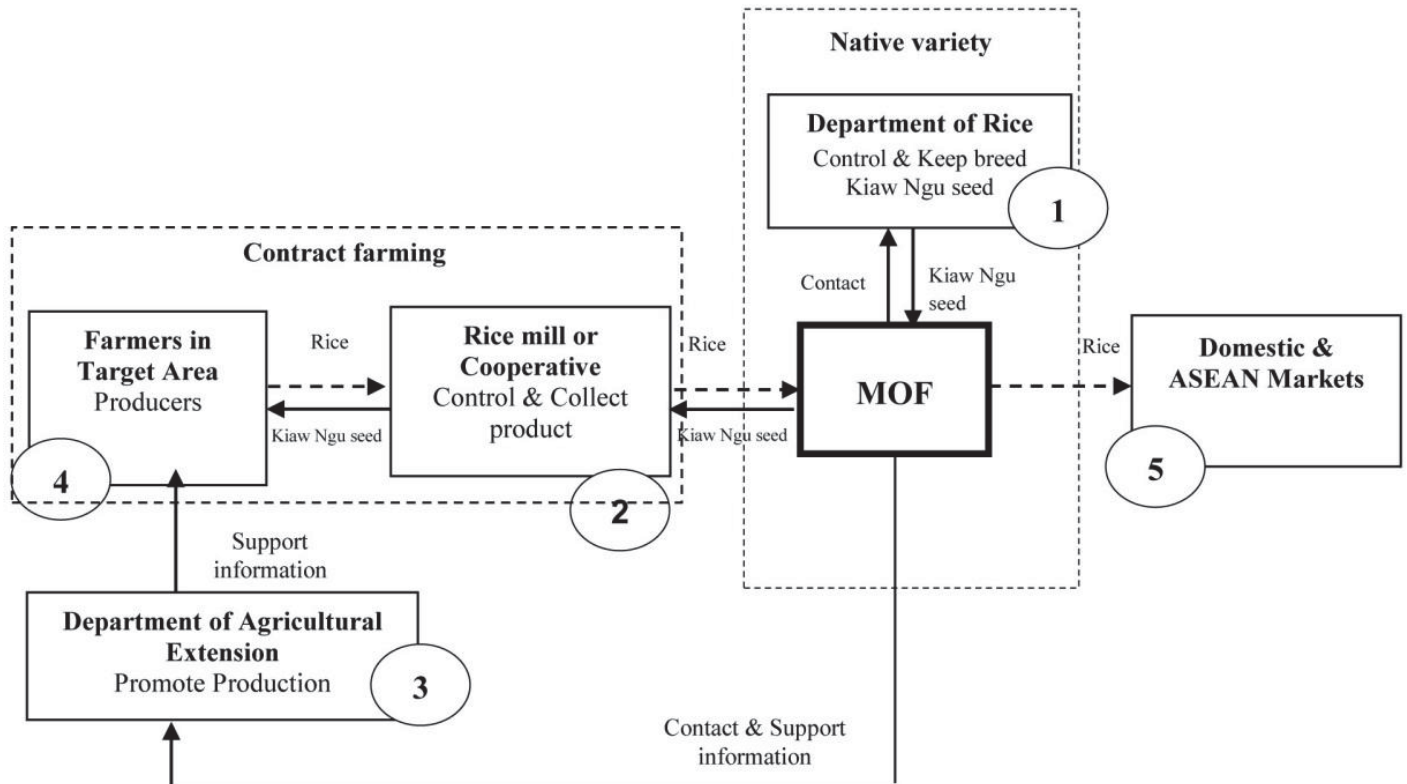 Native variety
Department of Rice
Control & Keep breed
Kiaw Ngu seed
1
Contact
Kiaw Ngu
seed
Contract farming
Farmers in
Target Area
Producers
4
Rice
Kiaw Ngu seed
Rice mill or
Cooperative
Control & Collect
product
2
Rice
Kiaw Ngu seed
MOF
Rice
Domestic &
ASEAN Markets
5
Support
information
Department of Agricultural
Extension
Promote Production
3
Contact & Support
information